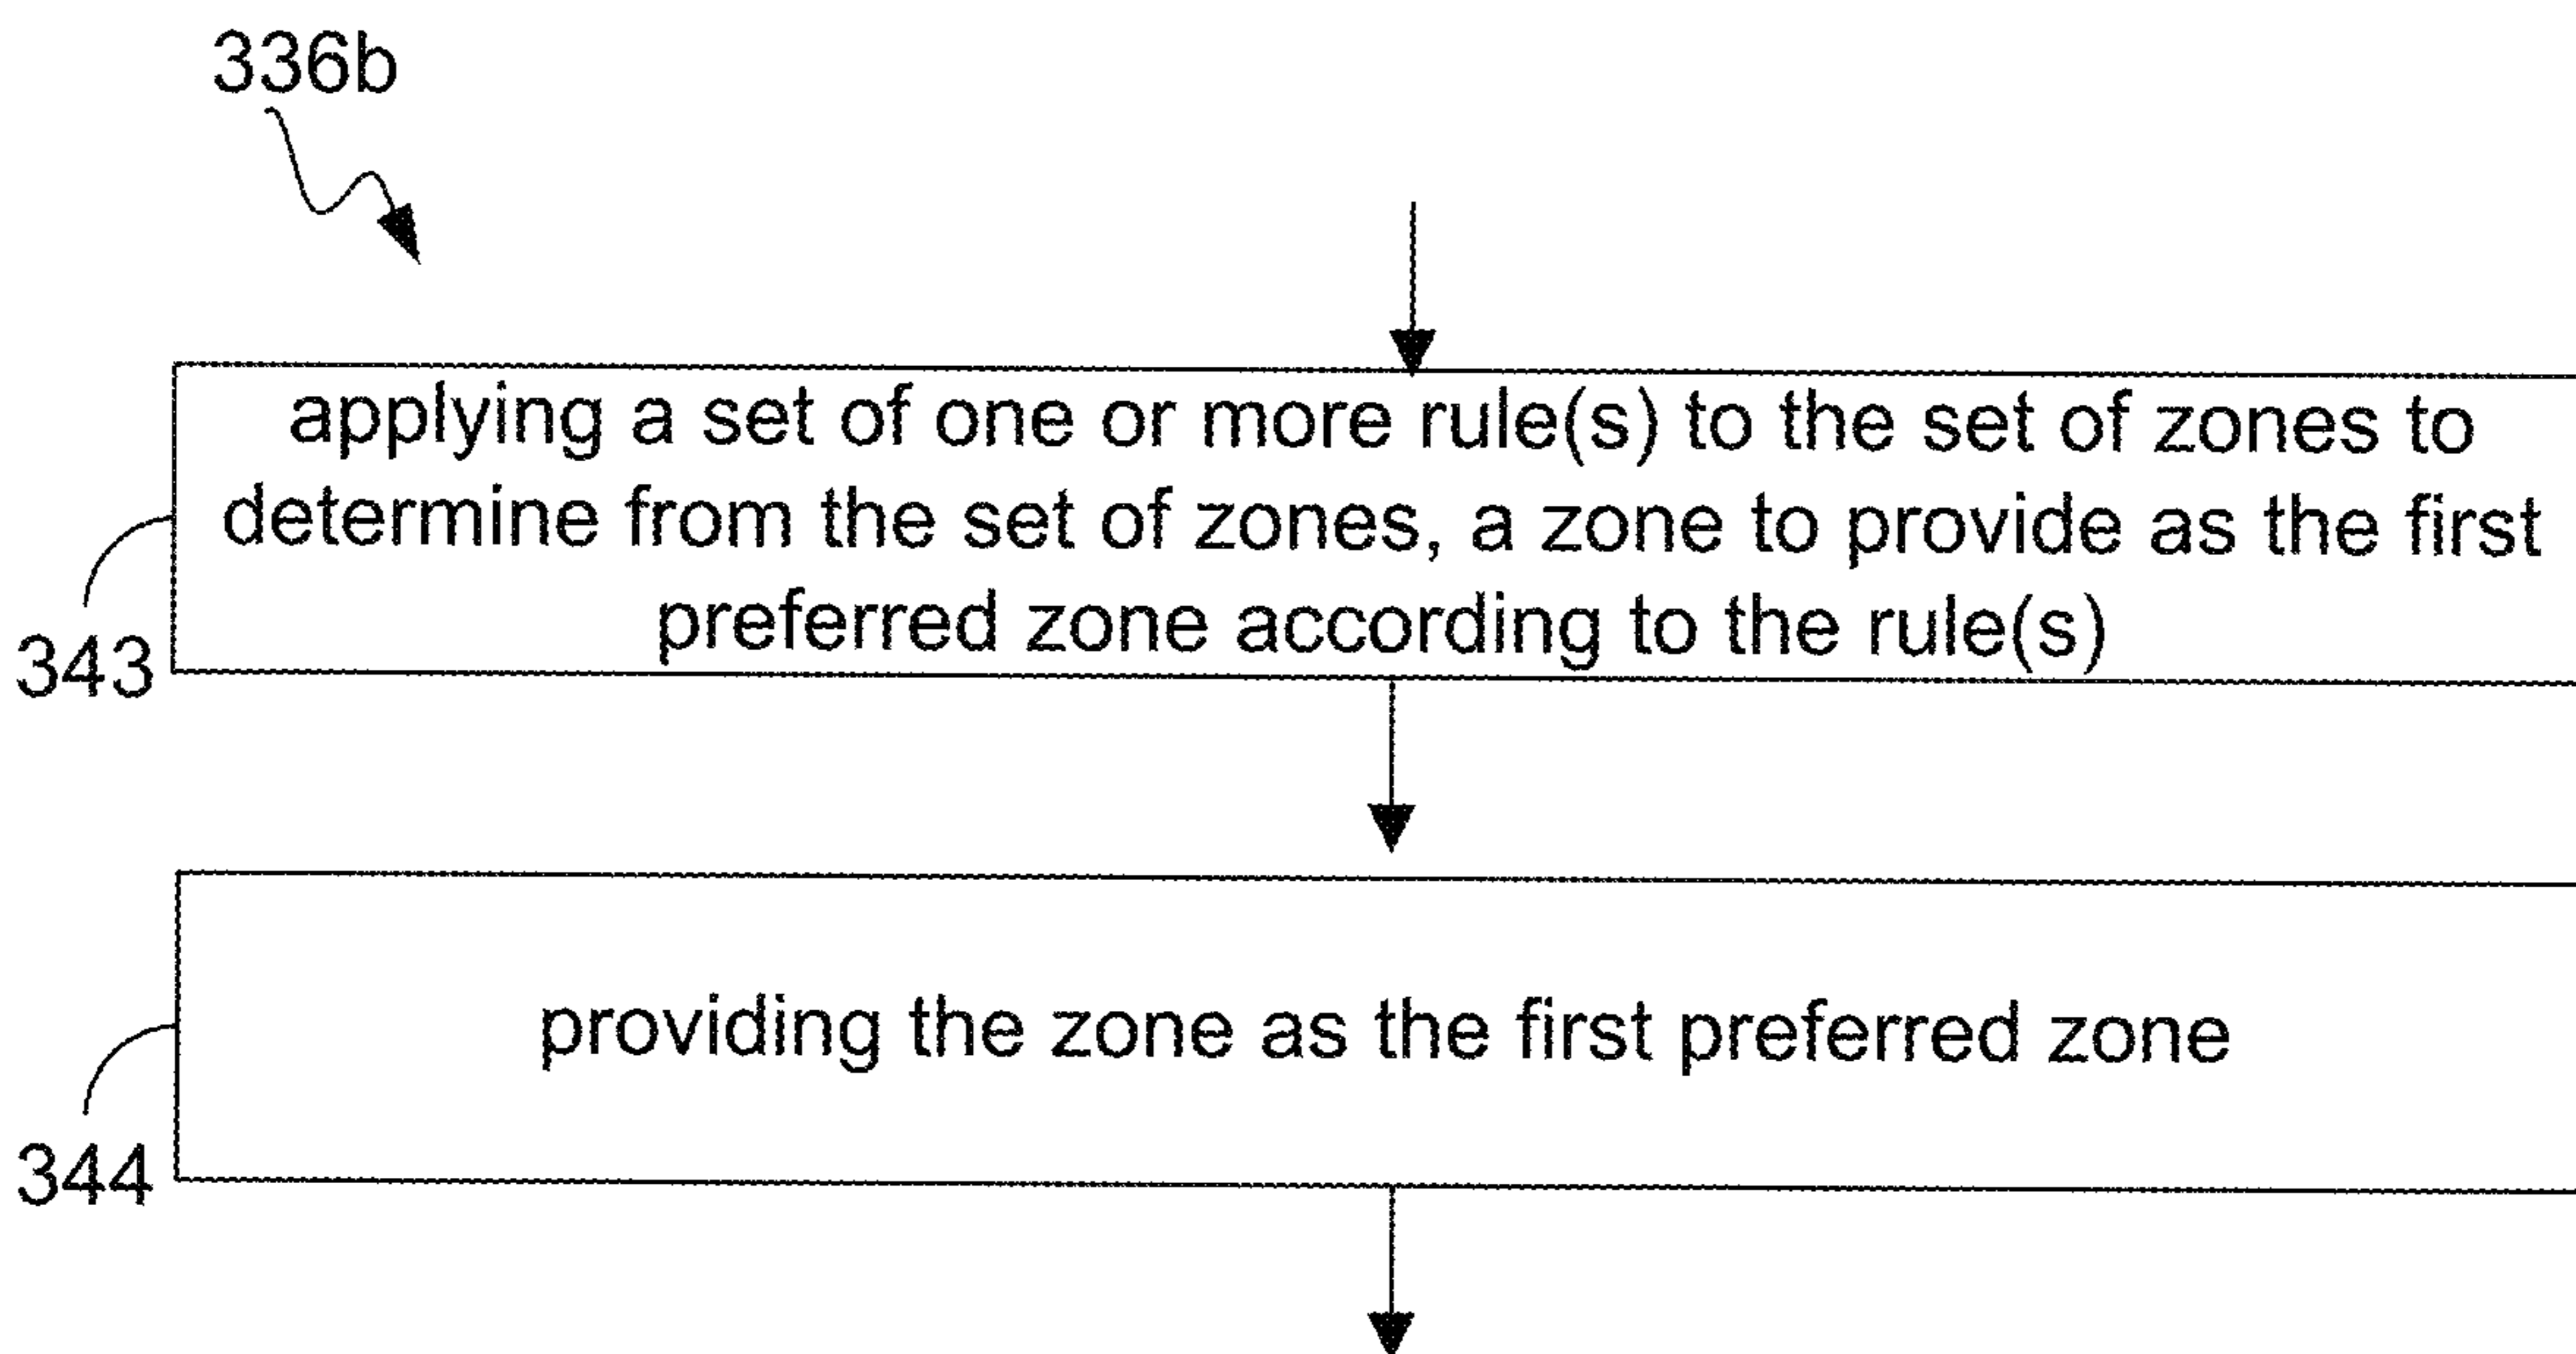 336b
applying a set of one or more rule(s) to the set of zones to
determine from the set of zones, a zone to provide as the first
preferred zone according to the rule(s)
343
providing the zone as the first preferred zone
344